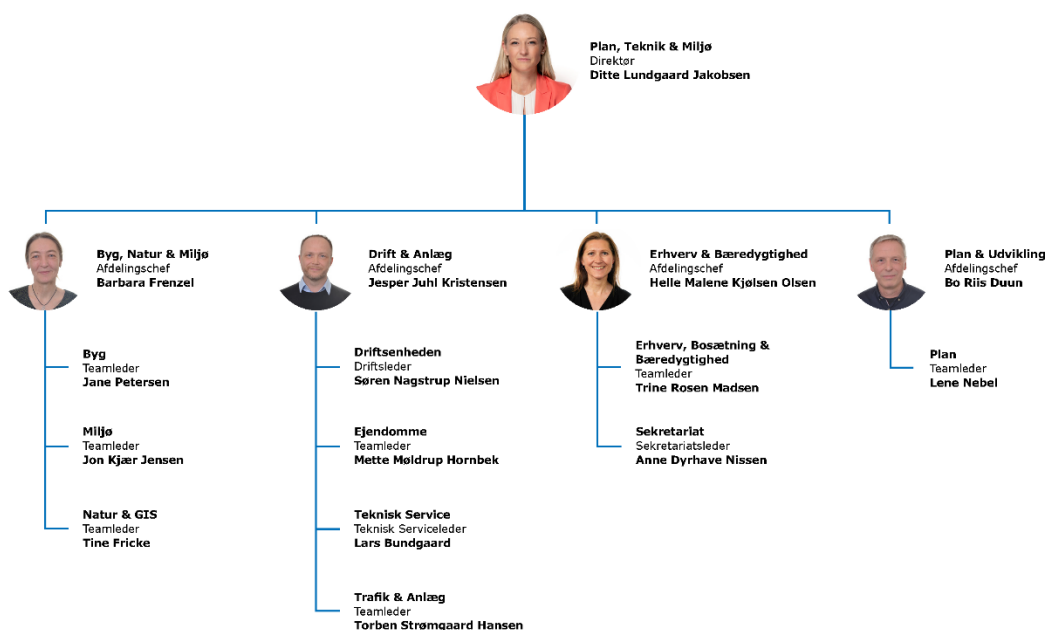 Plan, Teknik & Miljø
Direktør
Ditte Lundgaard Jakobsen
Byg, Natur & Miljø
Afdelingschef
Barbara Frenzel
Drift & Anlæg
Afdelingschef
Jesper Juhl Kristensen
Erhverv & Bæredygtighed
Afdelingschef
Helle Malene Kjølsen Olsen
Plan & Udvikling
Afdelingschef
Bo Riis Duun
Byg
Teamleder
Jane Petersen
Miljø
Teamleder
Jon Kjær Jensen
Natur & GIS
Teamleder
Tine Fricke
Driftsenheden
Driftsleder
Søren Nagstrup Nielsen
Ejendomme
Teamleder
Mette Møldrup Hornbek
Teknisk Service
Teknisk Serviceleder
Lars Bundgaard
Trafik & Anlæg
Teamleder
Torben Strømgaard Hansen
Erhverv, Bosætning &
Bæredygtighed
Teamleder
Trine Rosen Madsen
Sekretariat
Sekretariatsleder
Anne Dyrhave Nissen
Plan
Teamleder
Lene Nebel